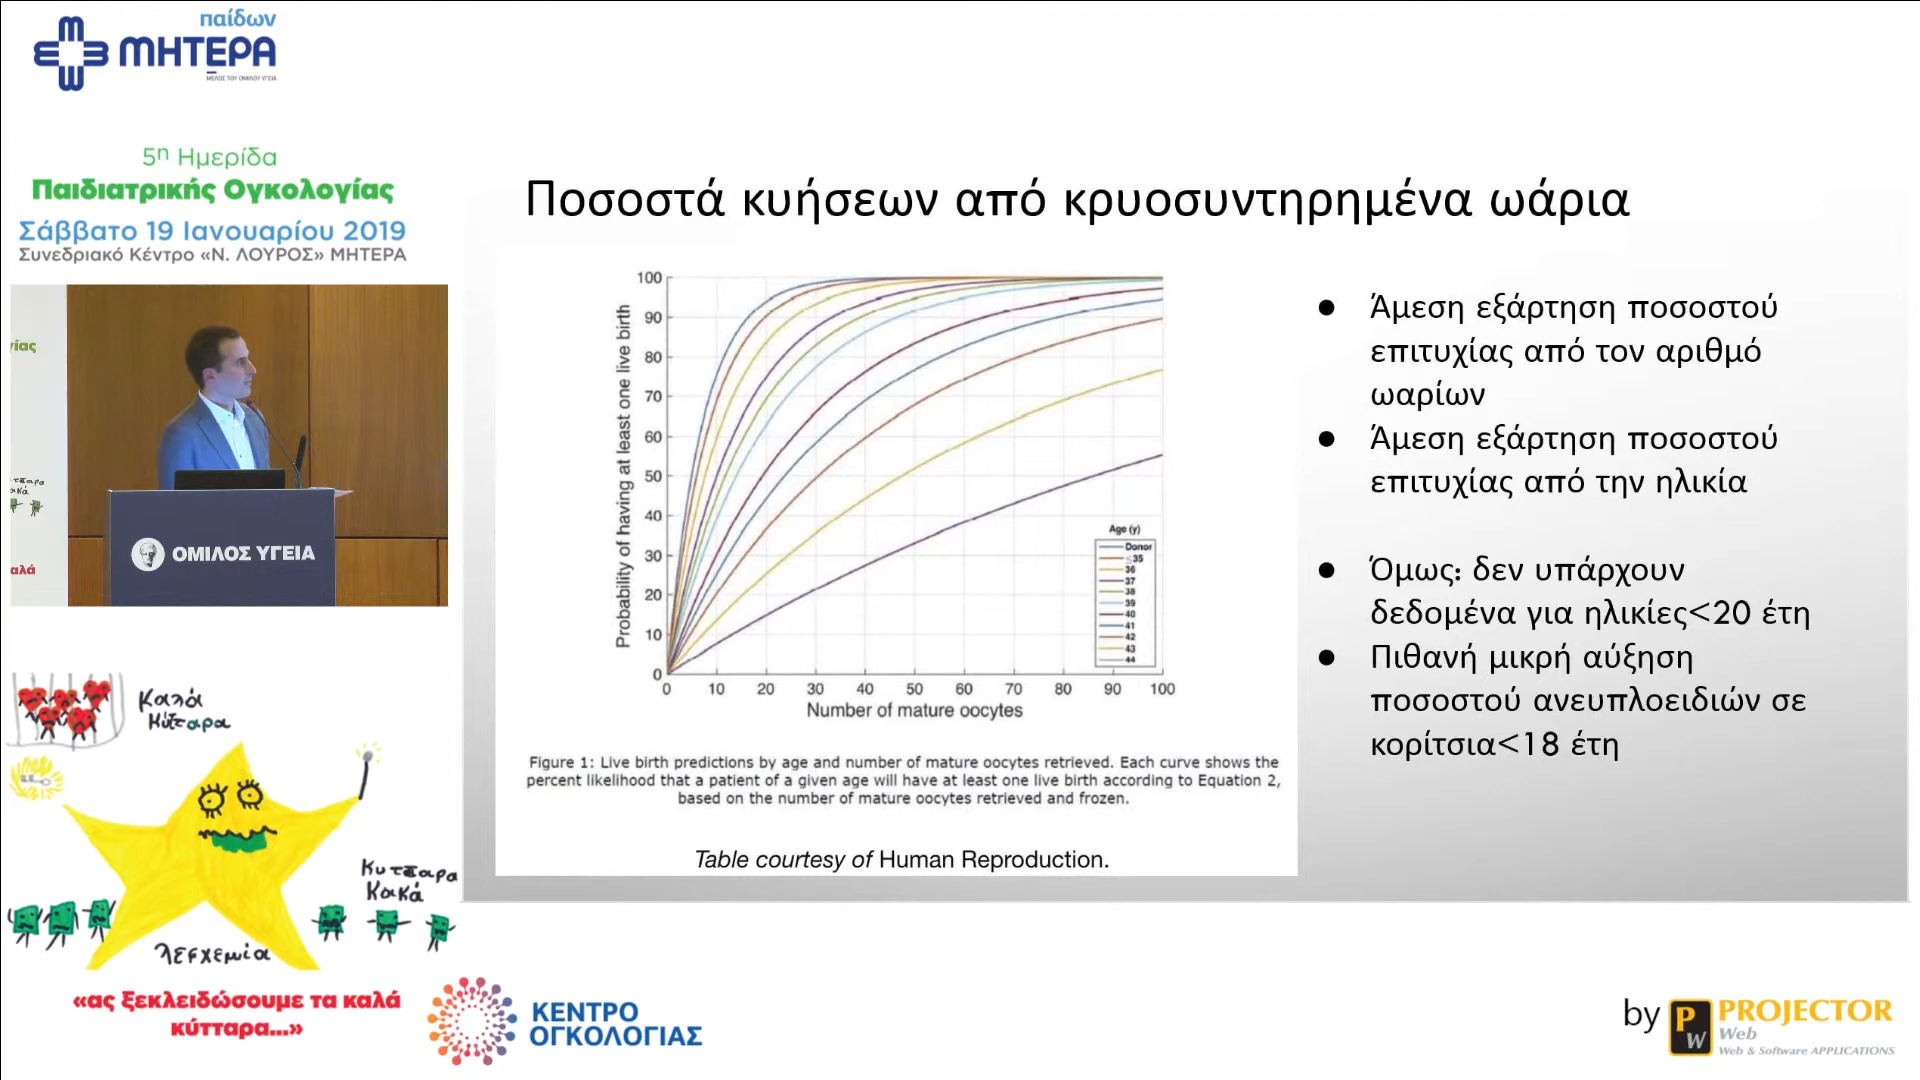 παίδων
ΜΗΤΕΡΑ
ΜΕΛΟΣ ΤΟΥ ΟΜΙΛΟΥ ΥΓΕΙΑ
5η Ημερίδα
Παιδιατρικής Ογκολογίας
Σάββατο 19 Ιανουαρίου 2019
Συνεδριακό Κέντρο «Ν. ΛΟΥΡΟΣ» ΜΗΤΕΡΑ
ΟΜΙΛΟΣ ΥΓΕΙΑ
Καλά
Κύτταρα
Κυτταρα
Κακά
λεςχεμία
«ας ξεκλειδώσουμε τα καλά
κύτταρα...»
Ποσοστά κυήσεων από κρυοσυντηρημένα ωάρια
Probability of having at least one live birth
100
90
80
70
60
50
40
30
20
10
0
0 10 20 30 40 50 60 70 80 90 100
Number of mature oocytes
Age (y)
Donor
≤35
36
37
38
39
40
41
42
43
44
Figure 1: Live birth predictions by age and number of mature oocytes retrieved. Each curve shows the
percent likelihood that a patient of a given age will have at least one live birth according to Equation 2,
based on the number of mature oocytes retrieved and frozen.
Table courtesy of Human Reproduction.
● Άμεση εξάρτηση ποσοστού
επιτυχίας από τον αριθμό
ωαρίων
● Άμεση εξάρτηση ποσοστού
επιτυχίας από την ηλικία
● Όμως: δεν υπάρχουν
δεδομένα για ηλικίες<20 έτη
● Πιθανή μικρή αύξηση
ποσοστού ανευπλοειδιών σε
κορίτσια<18 έτη
ΚΕΝΤΡΟ
ΟΓΚΟΛΟΓΙΑΣ
by PW PROJECTOR
Web
Web & Software APPLICATIONS